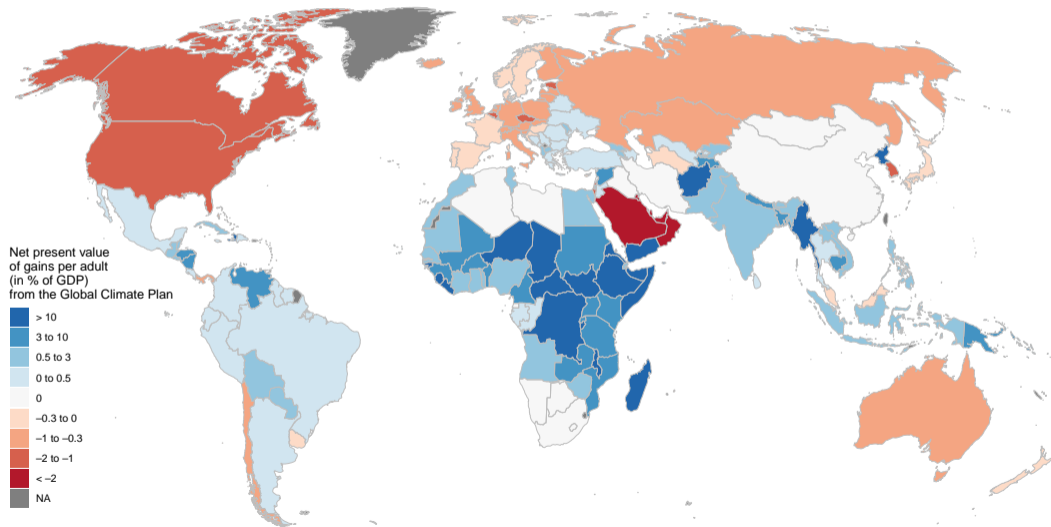 Net present value
of gains per adult
(in % of GDP)
from the Global Climate Plan
> 10
3 to 10
0.5 to 3
0 to 0.5
0
−0.3 to 0
−1 to −0.3
−2 to −1
< −2
NA